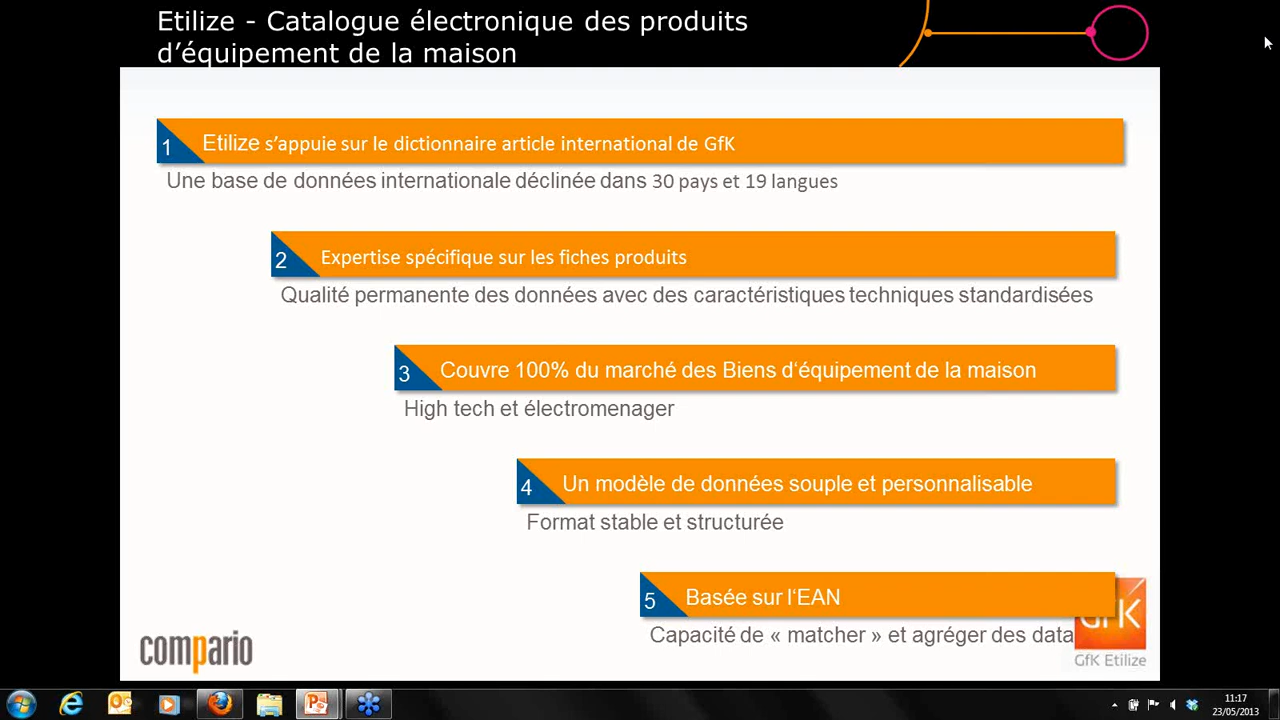 Etilize - Catalogue électronique des produits
d’équipement de la maison
1 Etilize s’appuie sur le dictionnaire article international de GfK
Une base de données internationale déclinée dans 30 pays et 19 langues
2 Expertise spécifique sur les fiches produits
Qualité permanente des données avec des caractéristiques techniques standardisées
3 Couvre 100% du marché des Biens d‘équipement de la maison
High tech et électromenager
4 Un modèle de données souple et personnalisable
Format stable et structurée
5 Basée sur l‘EAN
Capacité de « matcher » et agréger des data
compario
GfK
GfK Etilize
11:17
23/05/2013